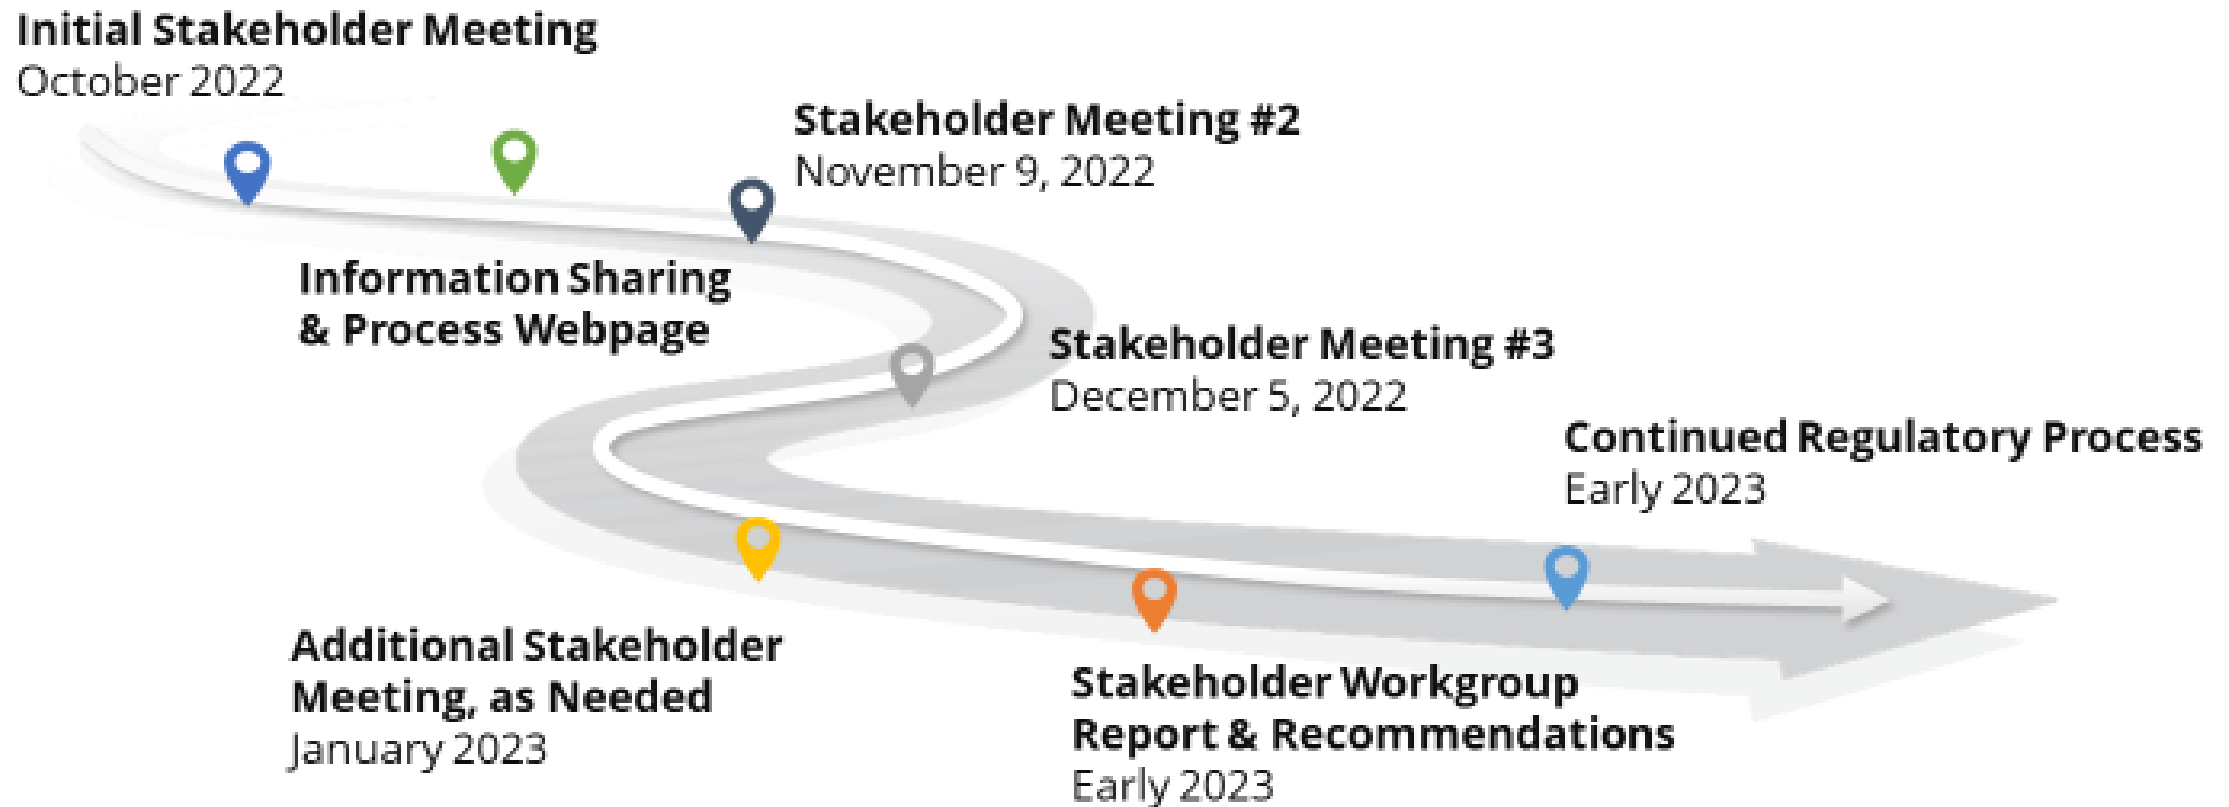 Initial Stakeholder Meeting
October 2022
Stakeholder Meeting #2
November 9, 2022
Information Sharing
& Process Webpage
Stakeholder Meeting #3
December 5, 2022
Continued Regulatory Process
Early 2023
Additional Stakeholder
Meeting, as Needed
January 2023
Stakeholder Workgroup
Report & Recommendations
Early 2023